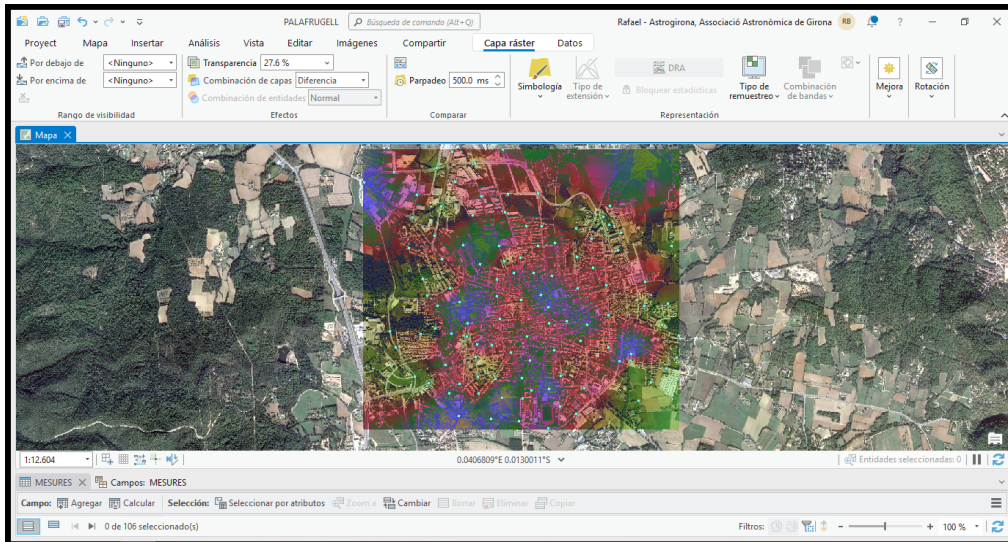 PALAFRUGELL
Búsqueda de comando (Alt+Q)
Rafael - Astrogirona, Associació Astronòmica de Girona
RB
?
Proyect Mapa Insertar Análisis Vista Editar Imágenes Compartir Capa ráster Datos
Por debajo de <Ninguno>
Por encima de <Ninguno>
Rango de visibilidad
Transparencia 27.6 %
Combinación de capas Diferencia
Combinación de entidades Normal
Efectos
Parpadeo 500.0 ms
Comparar
Simbología
Tipo de extensión
DRA
Bloquear estadísticas
Tipo de remuestreo
Combinación de bandas
Representación
Mejora
Rotación
Mapa
1:12.604
0.0406809°E 0.0130011°S
Entidades seleccionadas: 0
MESURES
Campos: MESURES
Campo: Agregar Calcular Selección: Seleccionar por atributos Zoom a Cambiar Borrar Eliminar Copiar
0 de 106 seleccionado(s)
Filtros:
- + 100 %